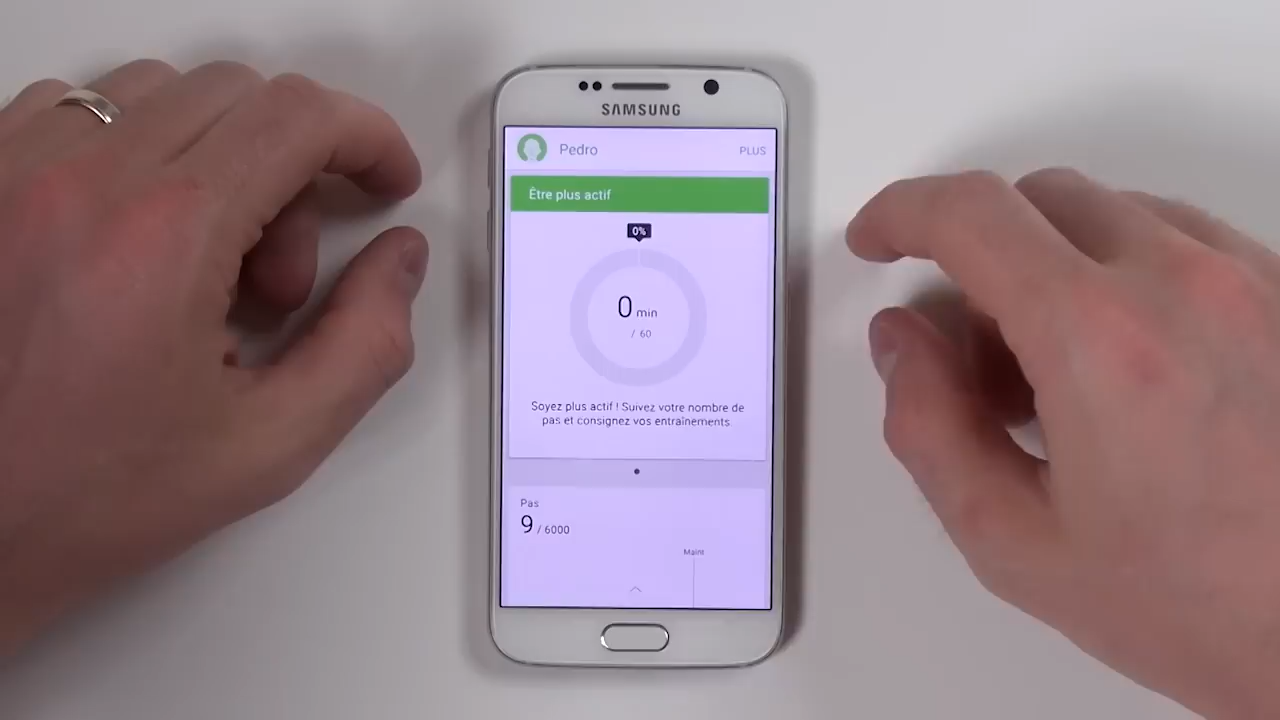 SAMSUNG
Pedro PLUS
Être plus actif
0%
0 min
/ 60
Soyez plus actif ! Suivez votre nombre de
pas et consignez vos entraînements
Pas
9 / 6000
Maint